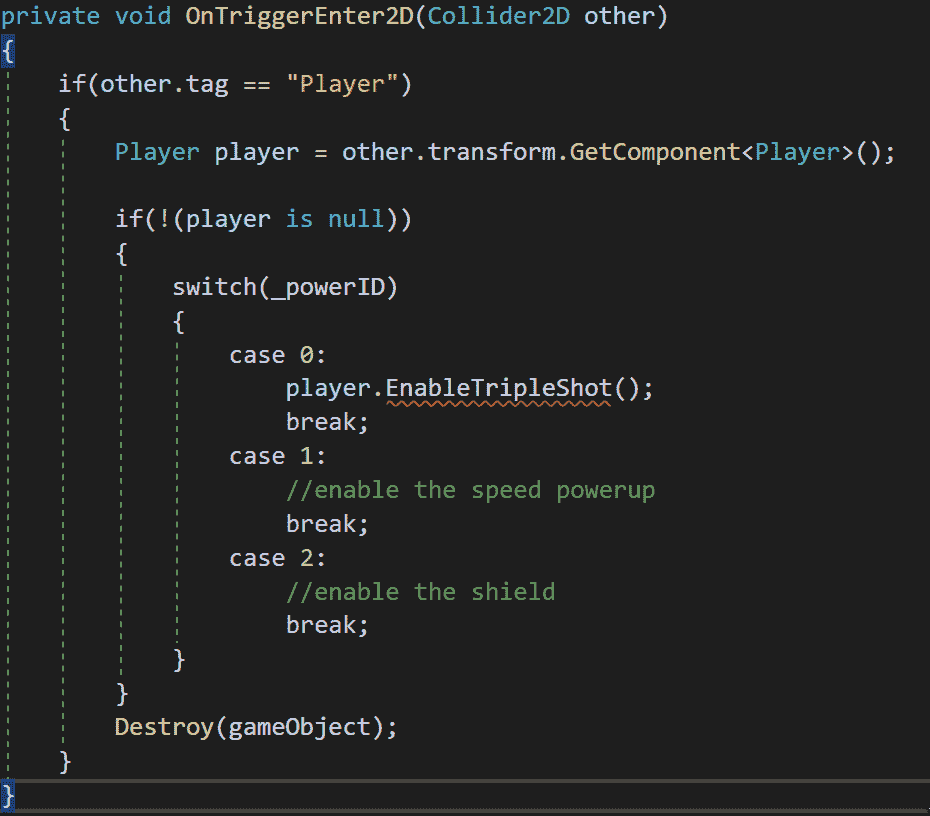 private void OnTriggerEnter2D(Collider2D other)
{
    if(other.tag == "Player")
    {
        Player player = other.transform.GetComponent<Player>();

        if(!(player is null))
        {
            switch(_powerID)
            {
                case 0:
                    player.EnableTripleShot();
                    break;
                case 1:
                    //enable the speed powerup
                    break;
                case 2:
                    //enable the shield
                    break;
            }
        }
        Destroy(gameObject);
    }
}